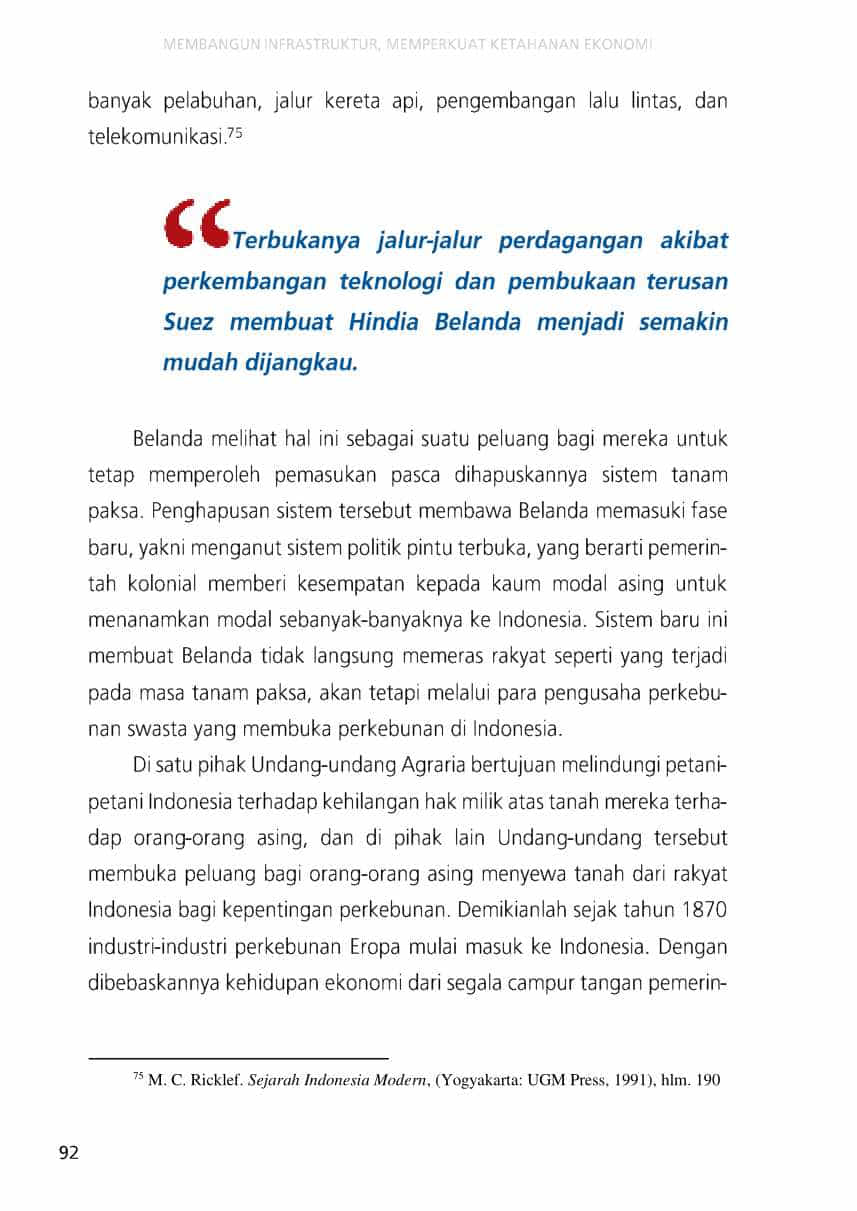 MEMBANGUN INFRASTRUKTUR, MEMPERKUAT KETAHANAN EKONOMI
banyak pelabuhan, jalur kereta api, pengembangan lalu lintas, dan
telekomunikasi.75
“Terbukanya jalur-jalur perdagangan akibat
perkembangan teknologi dan pembukaan terusan
Suez membuat Hindia Belanda menjadi semakin
mudah dijangkau.
Belanda melihat hal ini sebagai suatu peluang bagi mereka untuk
tetap memperoleh pemasukan pasca dihapuskannya sistem tanam
paksa. Penghapusan sistem tersebut membawa Belanda memasuki fase
baru, yakni menganut sistem politik pintu terbuka, yang berarti pemerin-
tah kolonial memberi kesempatan kepada kaum modal asing untuk
menanamkan modal sebanyak-banyaknya ke Indonesia. Sistem baru ini
membuat Belanda tidak langsung memeras rakyat seperti yang terjadi
pada masa tanam paksa, akan tetapi melalui para pengusaha perkebu-
nan swasta yang membuka perkebunan di Indonesia.
Di satu pihak Undang-undang Agraria bertujuan melindungi petani-
petani Indonesia terhadap kehilangan hak milik atas tanah mereka terha-
dap orang-orang asing, dan di pihak lain Undang-undang tersebut
membuka peluang bagi orang-orang asing menyewa tanah dari rakyat
Indonesia bagi kepentingan perkebunan. Demikianlah sejak tahun 1870
industri-industri perkebunan Eropa mulai masuk ke Indonesia. Dengan
dibebaskannya kehidupan ekonomi dari segala campur tangan pemerin-
75 M. C. Ricklef. Sejarah Indonesia Modern, (Yogyakarta: UGM Press, 1991), hlm. 190
92